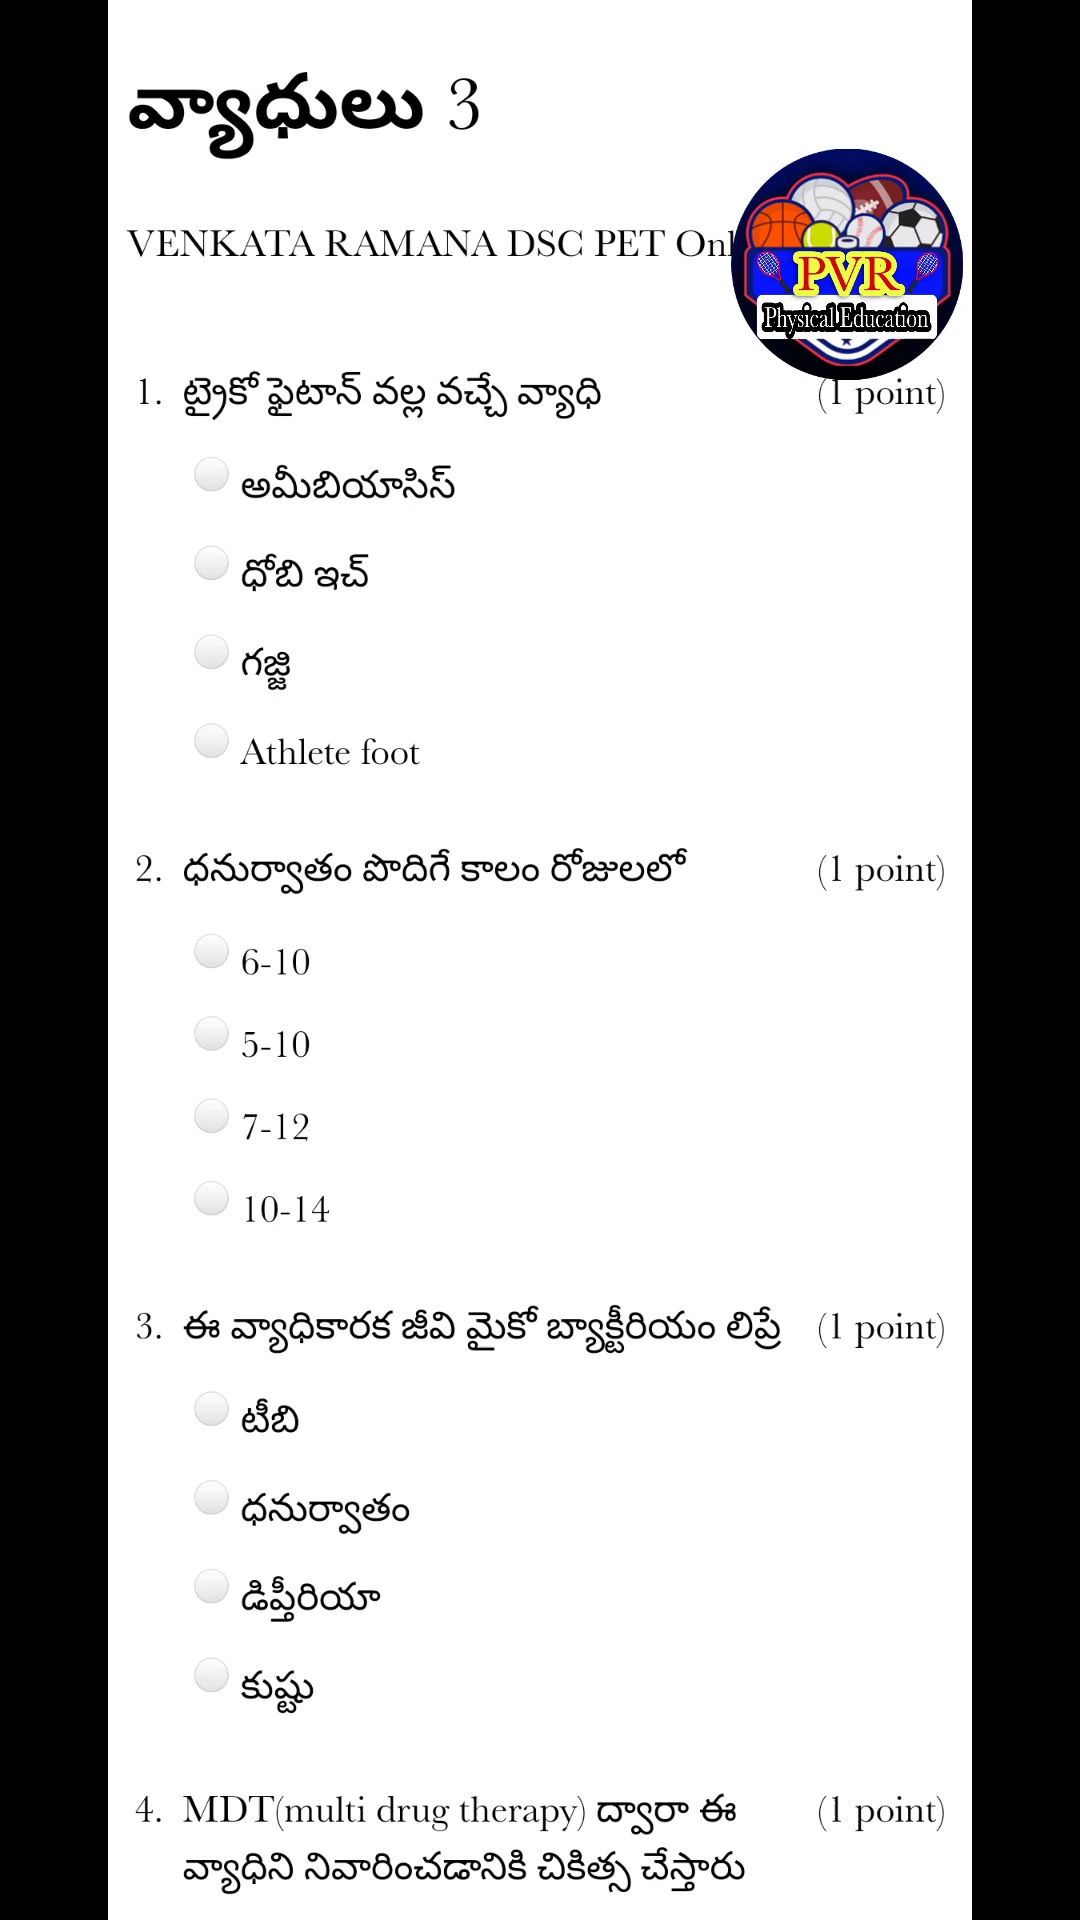 వ్యాధులు 3
VENKATA RAMANA DSC PET
PVR
Physical Education
1. ట్రైకో ఫైటాన్ వల్ల వచ్చే వ్యాధి (1 point)
అమీబియాసిస్
ధోబి ఇచ్
గజ్జి
Athlete foot
2. ధనుర్వాతం పొదిగే కాలం రోజులలో (1 point)
6-10
5-10
7-12
10-14
3. ఈ వ్యాధికారక జీవి మైకో బ్యాక్టీరియం లిప్రే (1 point)
టీబి
ధనుర్వాతం
డిప్తీరియా
కుష్టు
4. MDT(multi drug therapy) ద్వారా ఈ (1 point)
వ్యాధిని నివారించడానికి చికిత్స చేస్తారు